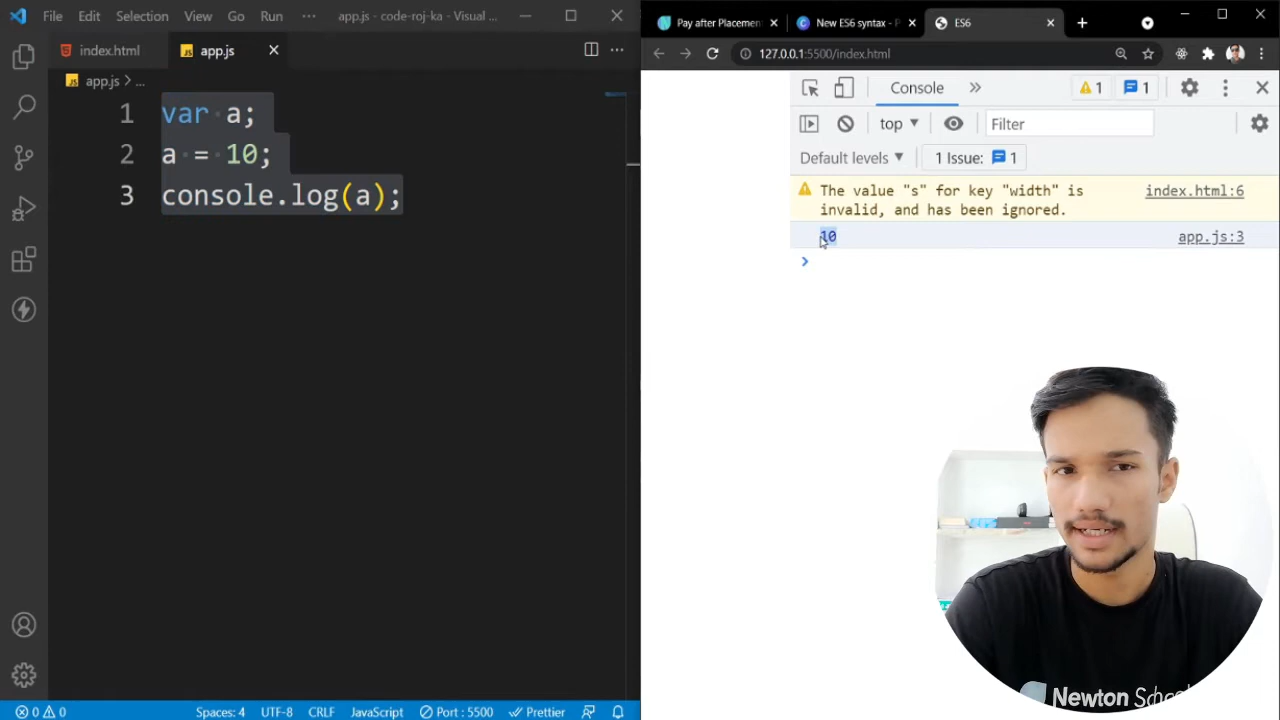 File Edit Selection View Go Run ··· app.js - code-roj-ka - Visual ...
index.html app.js
app.js > ...
1 var a;
2 a = 10;
3 console.log(a);
0 0 Spaces: 4 UTF-8 CRLF JavaScript Port : 5500 Prettier
Pay after Placemen New ES6 syntax - P ES6
127.0.0.1:5500/index.html
Console
1 1
top Filter
Default levels 1 Issue: 1
The value "s" for key "width" is index.html:6
invalid, and has been ignored.
10 app.js:3
Newton School